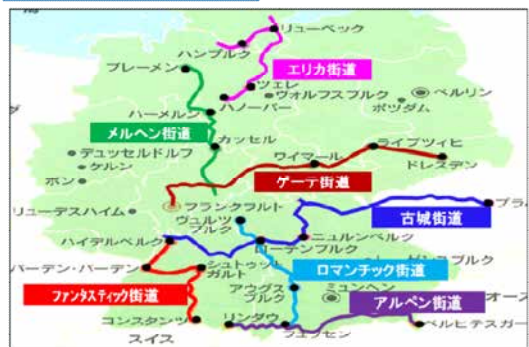 リューベック
ハンブルク
ブレーメン
エリカ街道
ツェレ
ベルリン
ヴォルフスブルク
ハノーバー
ポツダム
ハーメルン
メルヘン街道
カッセル
ライプツィヒ
デュッセルドルフ
ワイマール
ケルン
ドレスデン
ボン
ゲーテ街道
フランクフルト
リューデスハイム
ヴュルツ
ブルク
古城街道
プラ
ハイデルベルク
ローテンブルク
ニュルンベルク
バーデン・バーデン
シュトゥット
ガルト
ロマンチック街道
ファンタスティック街道
アウグス
ブルク
ミュンヘン
アルペン街道
オース
コンスタンツ
リンダウ
フュッセン
スイス